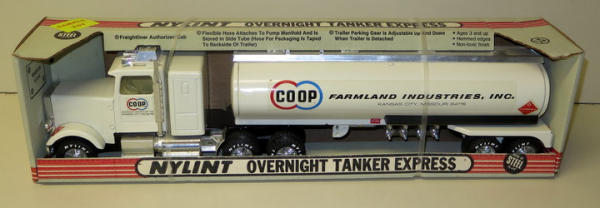 NYLINT OVERNIGHT TANKER EXPRESS
Freightliner Authorized Cab
Flexible Hose Attaches To Pump Manifold And Is
Stored In Side Tube (Hose For Packaging Is Taped
To Backside Of Trailer)
Trailer Parking Gear Is Adjustable Up And Down
When Trailer Is Detached
• Ages 3 and up
• Hemmed edges
• Non-toxic finish
STEEL
COOP
COOP FARMLAND INDUSTRIES, INC.
KANSAS CITY, MISSOURI 64116
NYLINT OVERNIGHT TANKER EXPRESS
STEEL